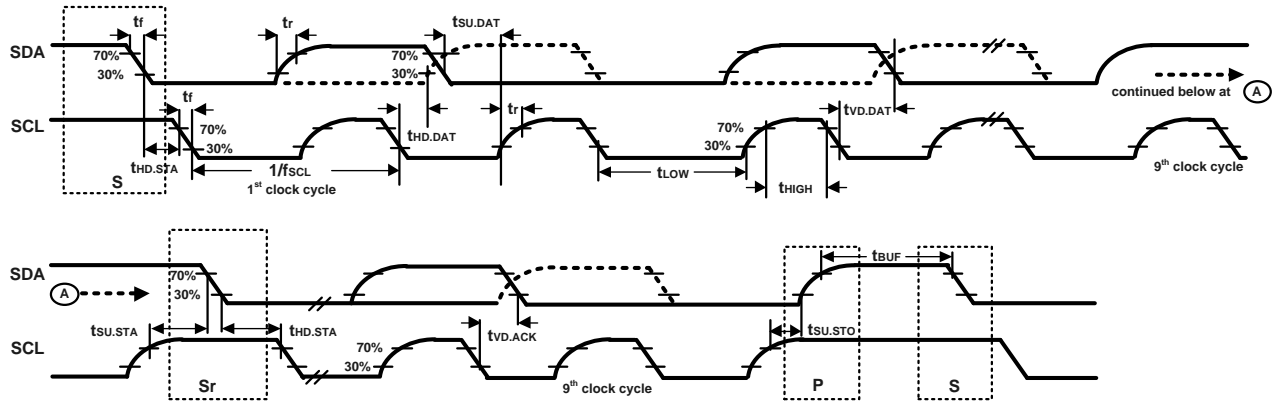 tf
tr
tSU.DAT
SDA
70%
30%
70%
30%
continued below at A
tf
tHD.DAT
tr
tVD.DAT
SCL
70%
30%
70%
30%
tHD.STA
1/fSCL
1st clock cycle
tLOW
tHIGH
9th clock cycle
S
tBUF
SDA
70%
30%
A
tSU.STA
tHD.STA
tVD.ACK
tSU.STO
SCL
70%
30%
9th clock cycle
Sr
P
S